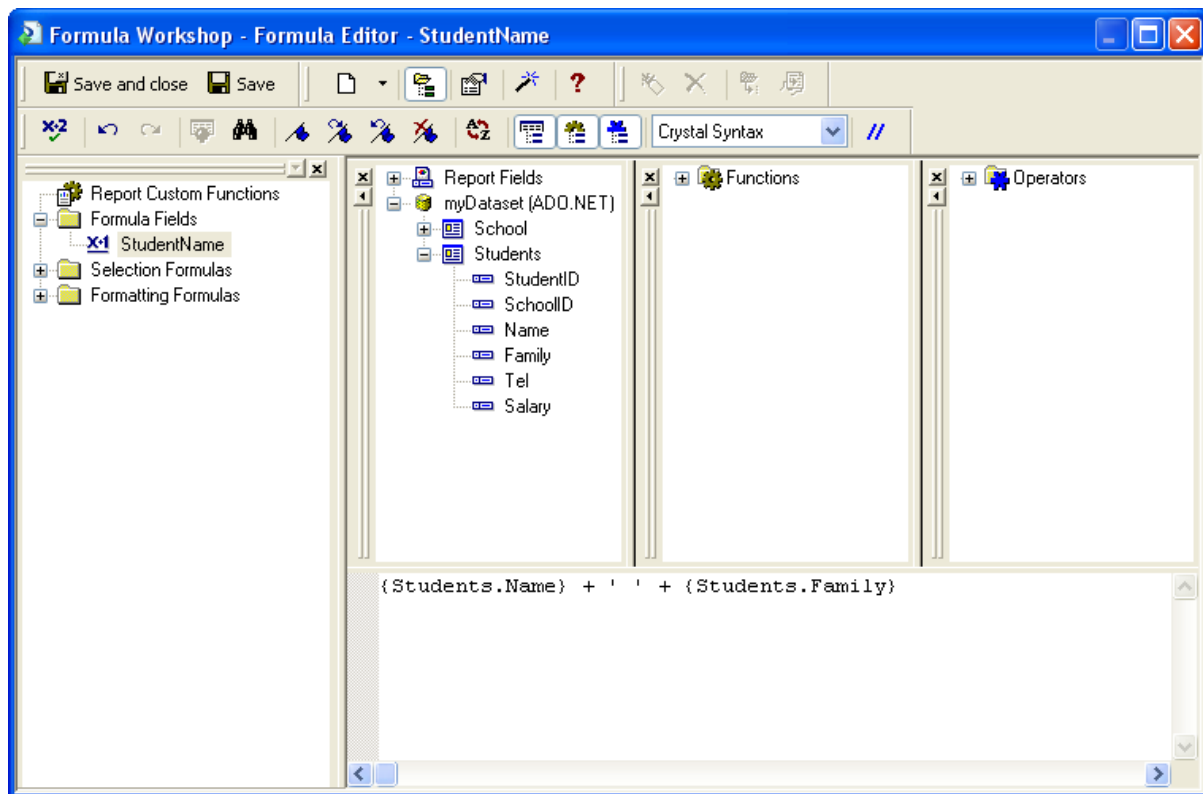 Formula Workshop - Formula Editor - StudentName
Save and close Save
Crystal Syntax
Report Custom Functions
Formula Fields
StudentName
Selection Formulas
Formatting Formulas
Report Fields
myDataset (ADO.NET)
School
Students
StudentID
SchoolID
Name
Family
Tel
Salary
Functions
Operators
{Students.Name} + ' ' + {Students.Family}